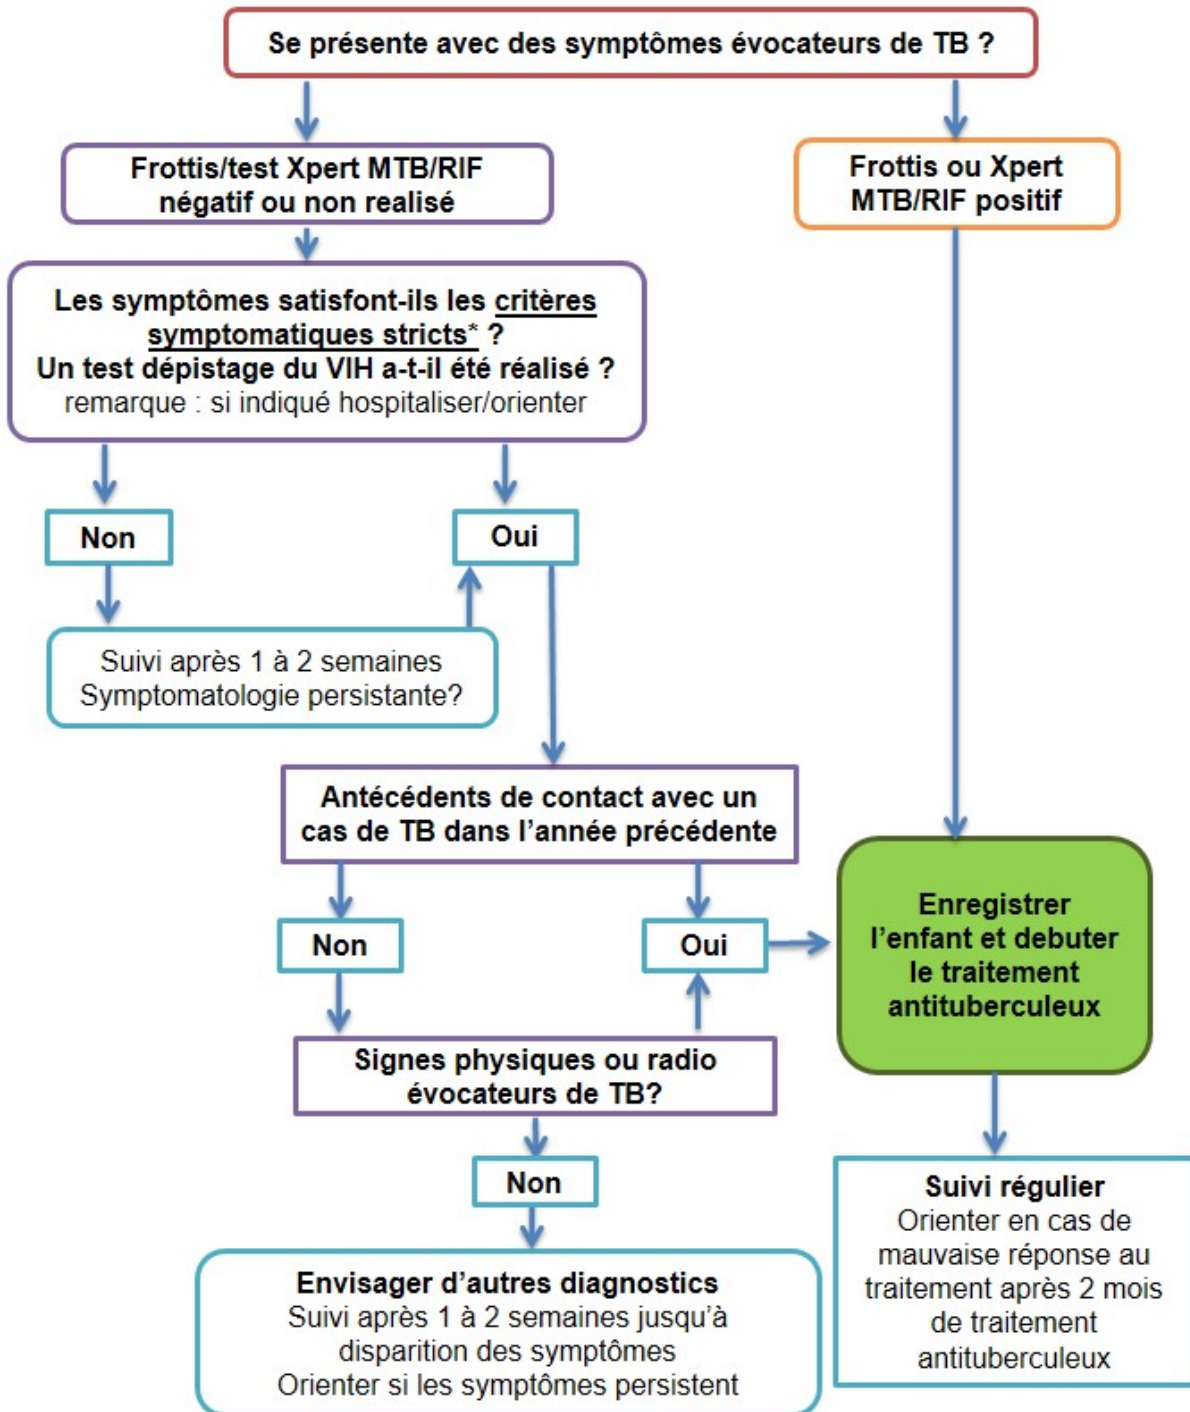 Se présente avec des symptômes évocateurs de TB ?
Frottis/test Xpert MTB/RIF
négatif ou non realisé
Frottis ou Xpert
MTB/RIF positif
Les symptômes satisfont-ils les critères
symptomatiques stricts* ?
Un test dépistage du VIH a-t-il été réalisé ?
remarque : si indiqué hospitaliser/orienter
Non
Oui
Suivi après 1 à 2 semaines
Symptomatologie persistante?
Antécédents de contact avec un
cas de TB dans l'année précédente
Non
Oui
Enregistrer
l'enfant et debuter
le traitement
antituberculeux
Signes physiques ou radio
évocateurs de TB?
Non
Envisager d'autres diagnostics
Suivi après 1 à 2 semaines jusqu'à
disparition des symptômes
Orienter si les symptômes persistent
Suivi régulier
Orienter en cas de
mauvaise réponse au
traitement après 2 mois
de traitement
antituberculeux